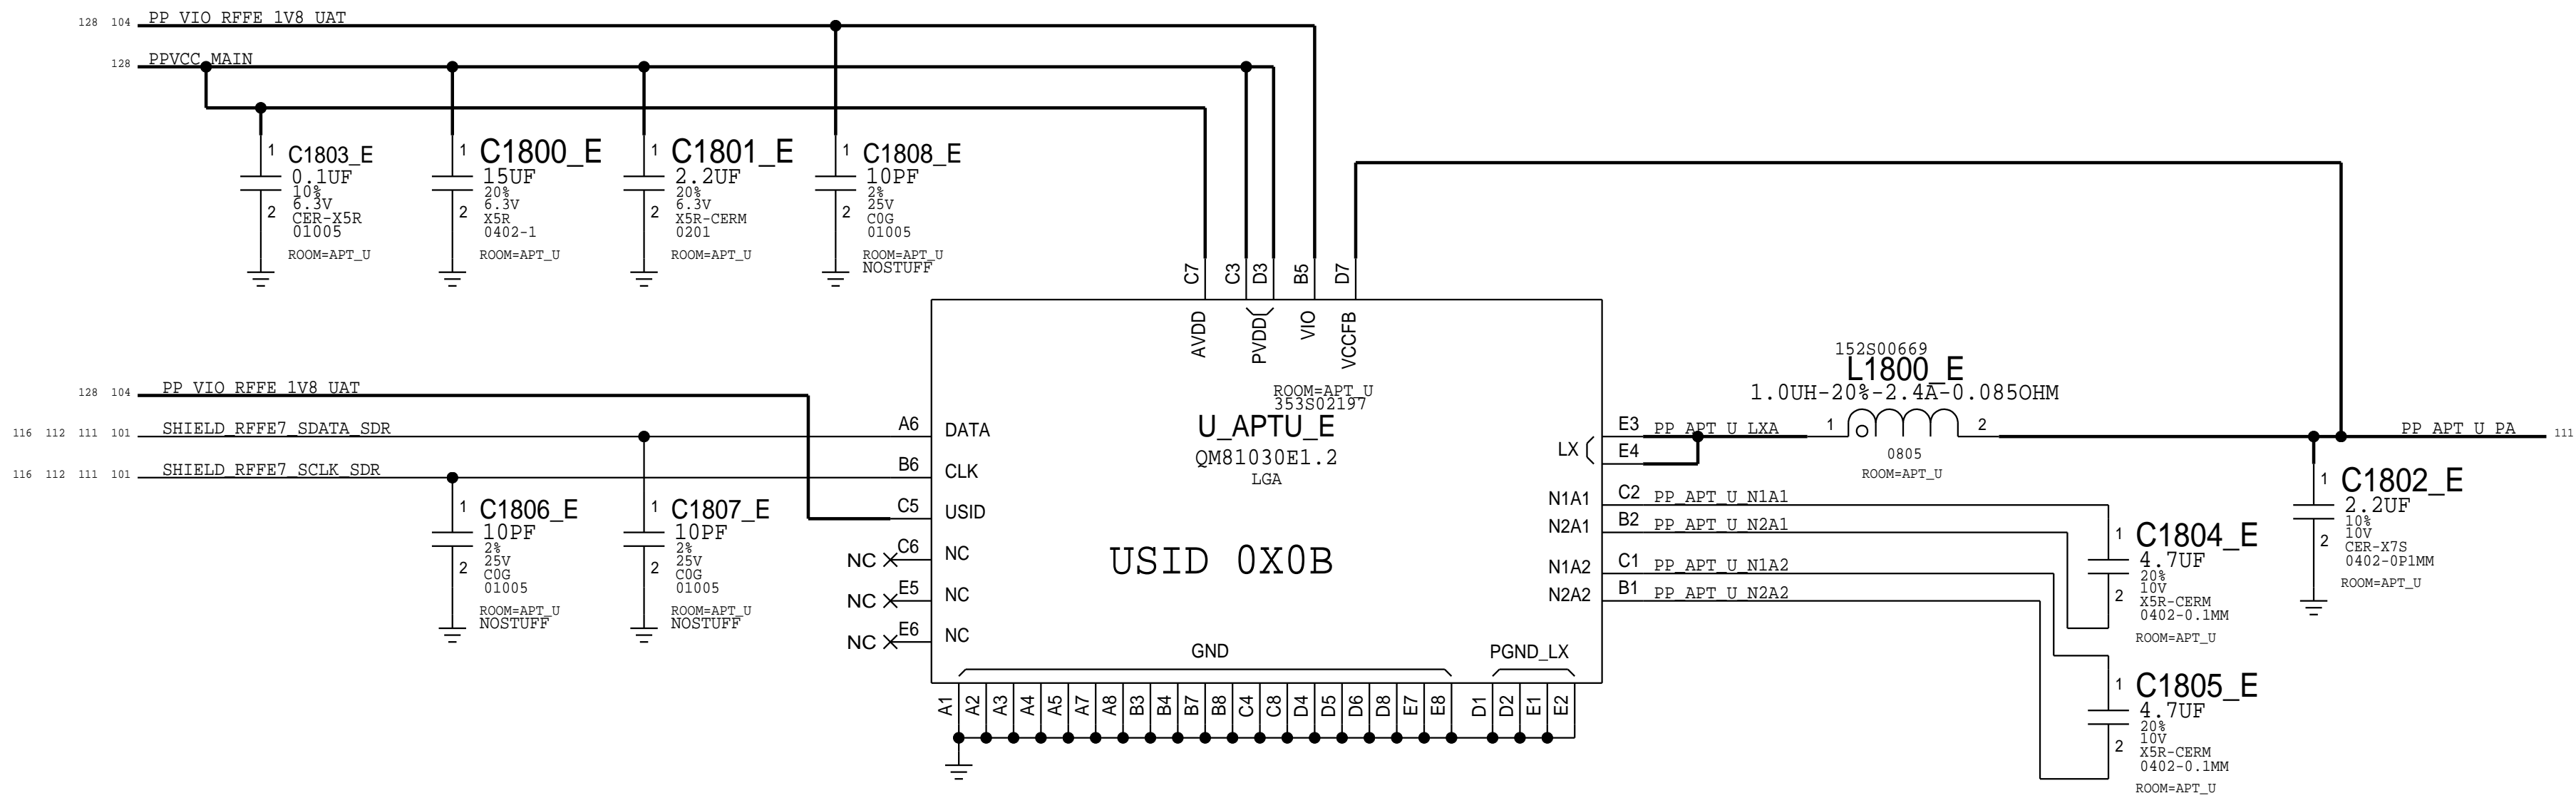 128 104 PP_VIO_RFFE_1V8_UAT
128 PPVCC_MAIN
1 C1803_E
0.1UF
10%
6.3V
CER-X5R
2
01005
ROOM=APT_U
1 C1800_E
15UF
20%
6.3V
X5R
2
0402-1
ROOM=APT_U
1 C1801_E
2.2UF
20%
6.3V
X5R-CERM
2
0201
ROOM=APT_U
1 C1808_E
10PF
2%
25V
C0G
2
01005
ROOM=APT_U
NOSTUFF
C7 C3 D3 B5 D7
AVDD PVDD VIO VCCFB
128 104 PP_VIO_RFFE_1V8_UAT
116 112 111 101 SHIELD_RFFE7_SDATA_SDR
116 112 111 101 SHIELD_RFFE7_SCLK_SDR
1 C1806_E
10PF
2%
25V
C0G
2
01005
ROOM=APT_U
NOSTUFF
1 C1807_E
10PF
2%
25V
C0G
2
01005
ROOM=APT_U
NOSTUFF
A6 DATA
B6 CLK
C5 USID
NC C6 NC
NC E5 NC
NC E6 NC
ROOM=APT_U
353S02197
U_APTU_E
QM81030E1.2
LGA
USID 0X0B
LX
E3 PP_APT_U_LXA
E4
N1A1 C2 PP_APT_U_N1A1
N2A1 B2 PP_APT_U_N2A1
N1A2 C1 PP_APT_U_N1A2
N2A2 B1 PP_APT_U_N2A2
GND PGND_LX
A1 A2 A3 A4 A5 A7 A8 B3 B4 B7 B8 C4 C8 D4 D5 D6 D8 E7 E8 D1 D2 E1 E2
152S00669
L1800_E
1.0UH-20%-2.4A-0.085OHM
1 2
0805
ROOM=APT_U
PP_APT_U_PA 111
1 C1802_E
2.2UF
10%
10V
2
CER-X7S
0402-0P1MM
ROOM=APT_U
1 C1804_E
4.7UF
20%
10V
2
X5R-CERM
0402-0.1MM
ROOM=APT_U
1 C1805_E
4.7UF
20%
10V
2
X5R-CERM
0402-0.1MM
ROOM=APT_U